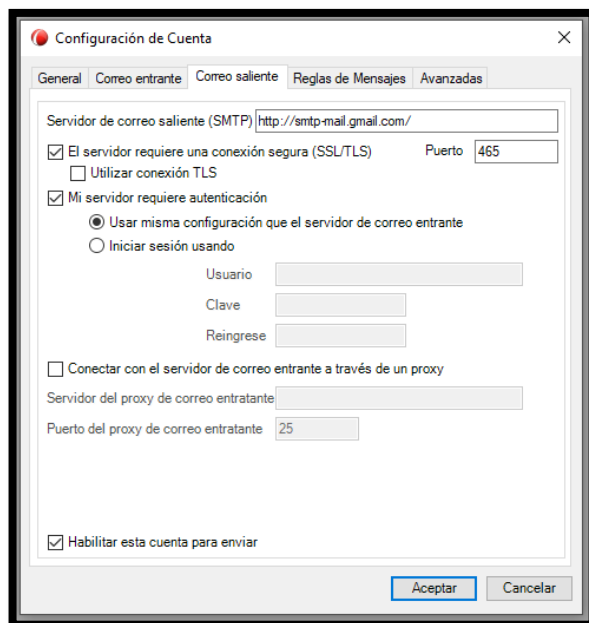 Configuración de Cuenta
General Correo entrante Correo saliente Reglas de Mensajes Avanzadas
Servidor de correo saliente (SMTP) http://smtp-mail.gmail.com/
El servidor requiere una conexión segura (SSL/TLS) Puerto 465
Utilizar conexión TLS
Mi servidor requiere autenticación
Usar misma configuración que el servidor de correo entrante
Iniciar sesión usando
Usuario
Clave
Reingrese
Conectar con el servidor de correo entrante a través de un proxy
Servidor del proxy de correo entratante
Puerto del proxy de correo entratante 25
Habilitar esta cuenta para enviar
Aceptar Cancelar